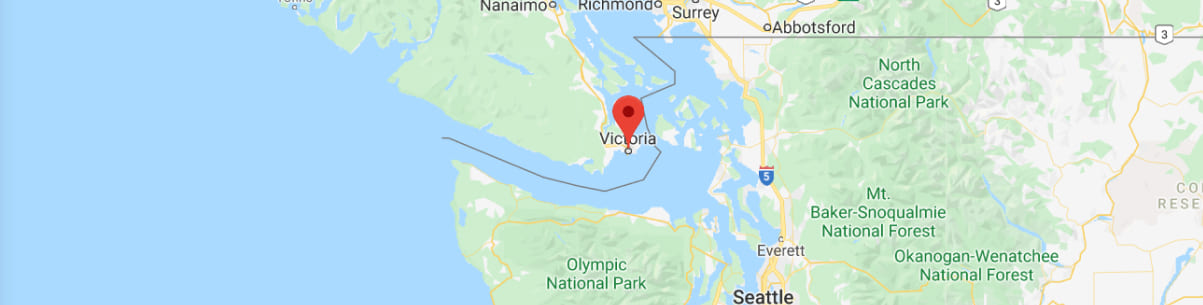 Nanaimo
Richmond
Surrey
3
Abbotsford
3
North
Cascades
National Park
Victoria
5
Mt.
Baker-Snoqualmie
National Forest
Everett
Okanogan-Wenatchee
National Forest
Olympic
National Park
Seattle
CO
RESE